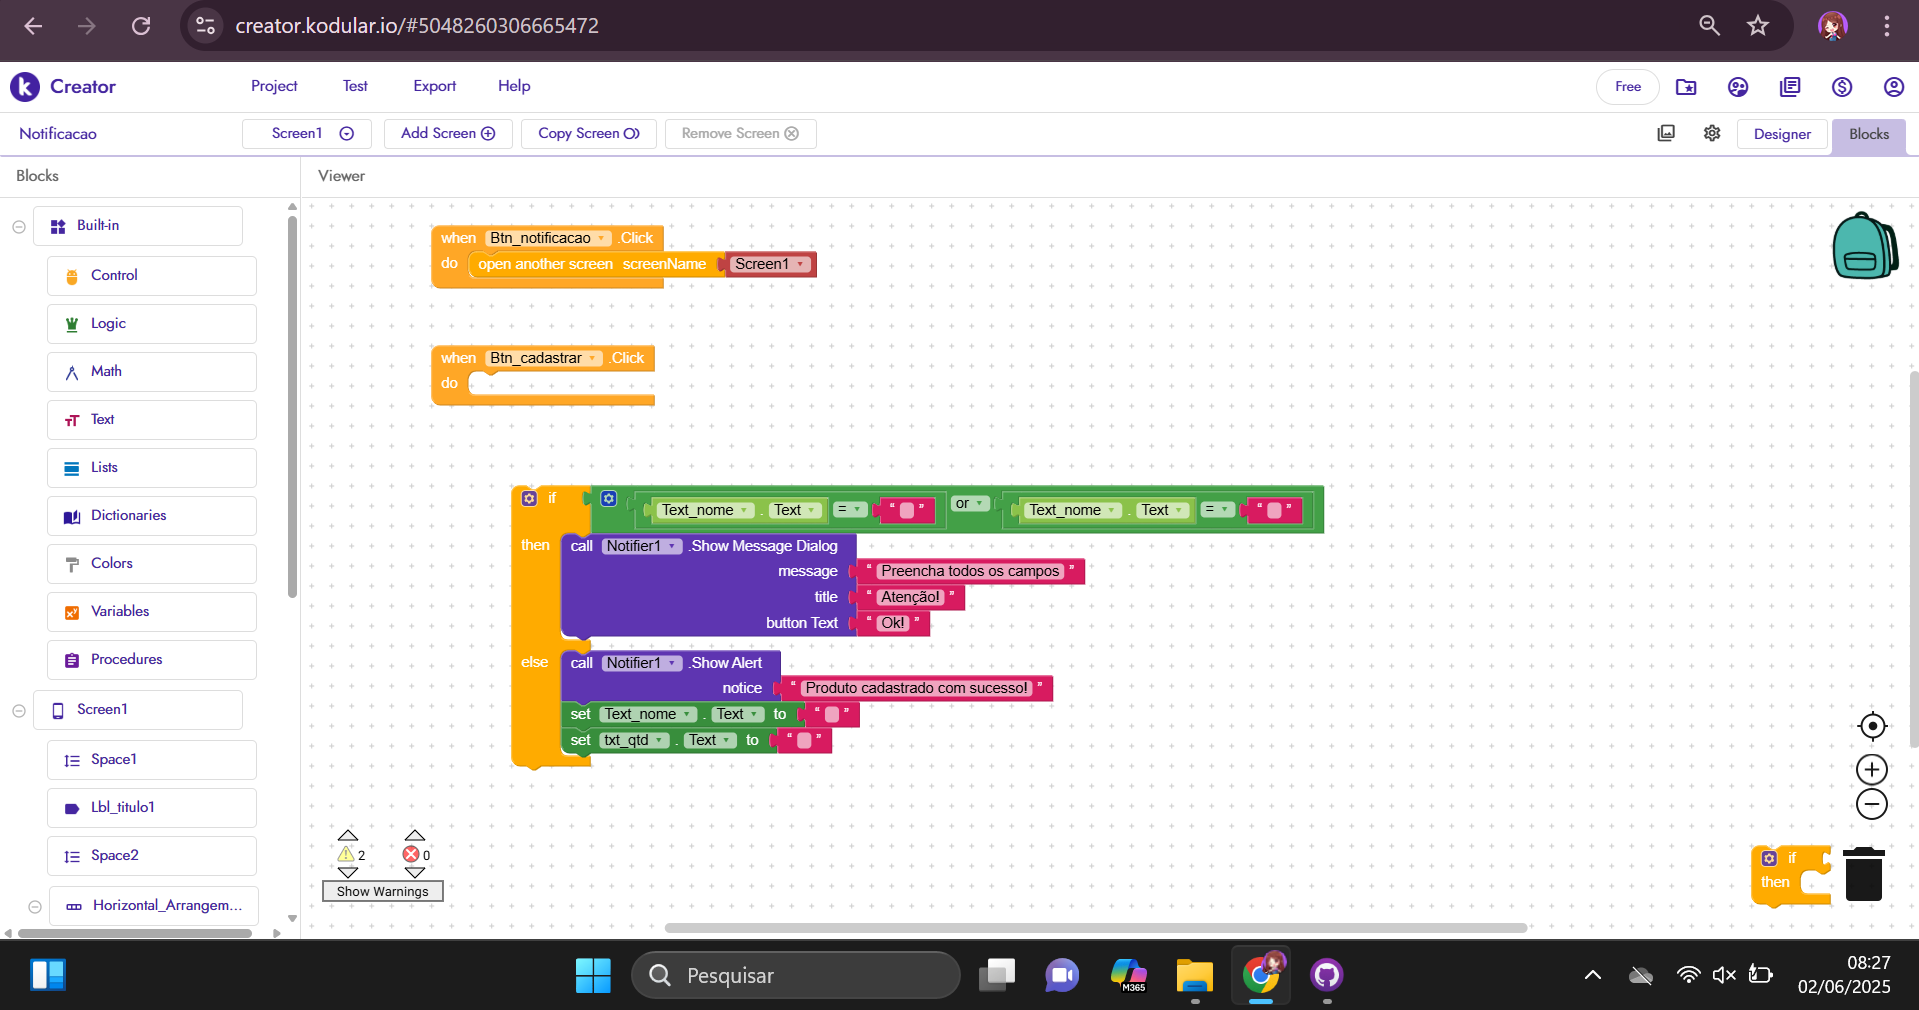 creator.kodular.io/#5048260306665472
Creator
Project
Test
Export
Help
Free
Notificacao
Screen1
Add Screen
Copy Screen
Remove Screen
Designer
Blocks
Blocks
Viewer
Built-in
Control
Logic
Math
Text
Lists
Dictionaries
Colors
Variables
Procedures
Screen1
Space1
Lbl_titulo1
Space2
Horizontal_Arrangem...
when Btn_notificacao .Click
do open another screen screenName Screen1
when Btn_cadastrar .Click
do
if Text_nome . Text = “ ” or Text_nome . Text = “ ”
then call Notifier1 .Show Message Dialog
message “ Preencha todos os campos ”
title “ Atenção! ”
button Text “ Ok! ”
else call Notifier1 .Show Alert
notice “ Produto cadastrado com sucesso! ”
set Text_nome . Text to “ ”
set txt_qtd . Text to “ ”
2
0
Show Warnings
if
then
Pesquisar
M365
08:27
02/06/2025